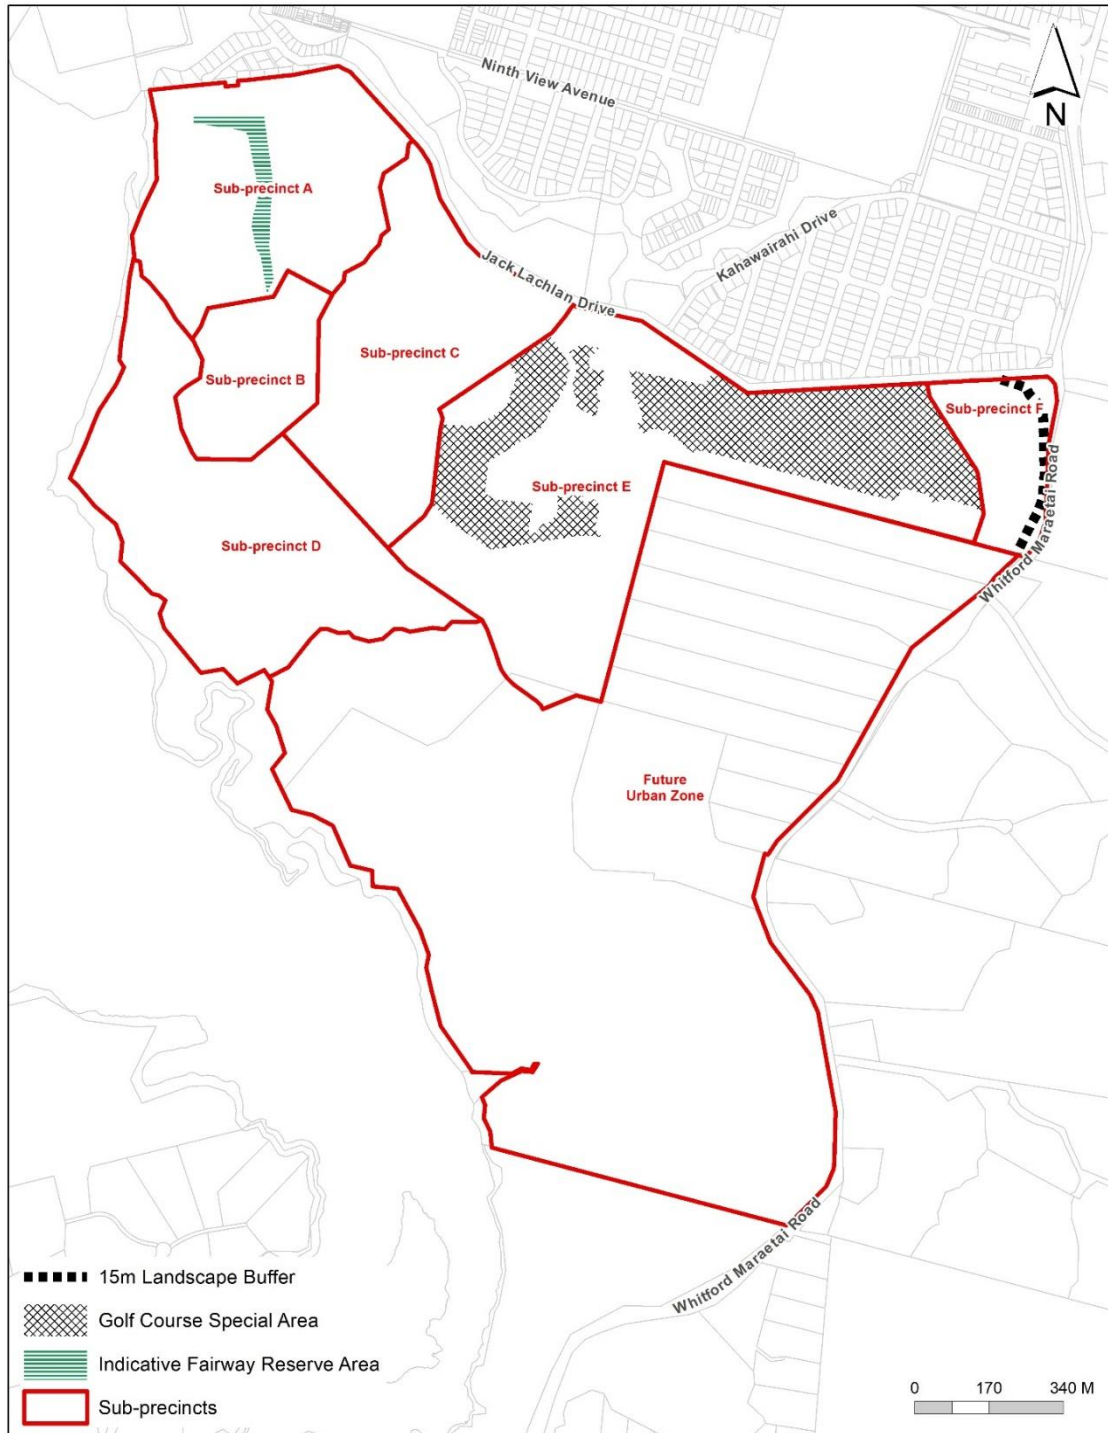 Ninth View Avenue
N
Sub-precinct A
Kahawairahi Drive
Jack Lachlan Drive
Sub-precinct C
Sub-precinct B
Sub-precinct F
Sub-precinct E
Whitford Maraetai Road
Sub-precinct D
Future
Urban Zone
Whitford Maraetai Road
15m Landscape Buffer
Golf Course Special Area
Indicative Fairway Reserve Area
Sub-precincts
0 170 340 M